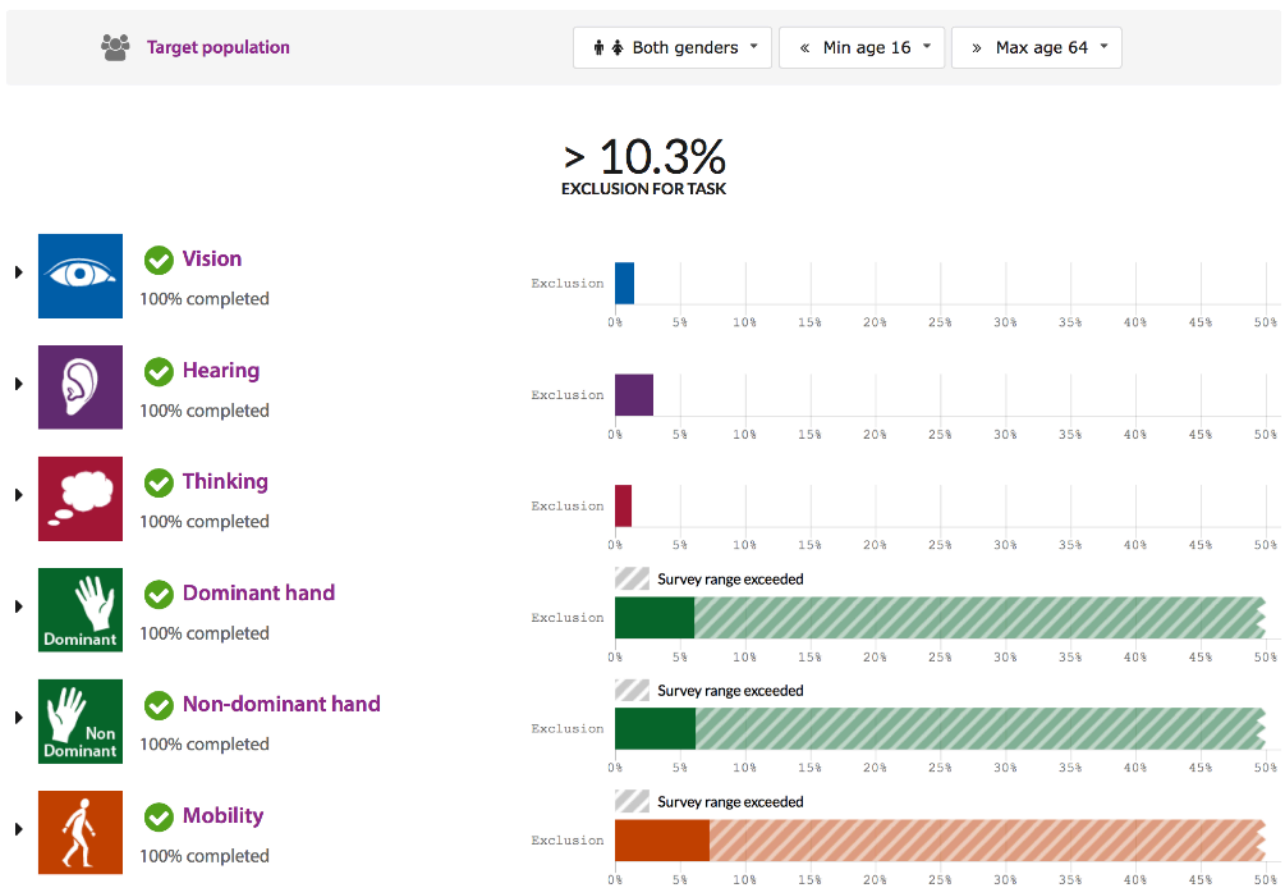 Target population
Both genders
« Min age 16
» Max age 64
> 10.3%
EXCLUSION FOR TASK
Vision
100% completed
Exclusion
0% 5% 10% 15% 20% 25% 30% 35% 40% 45% 50%
Hearing
100% completed
Exclusion
0% 5% 10% 15% 20% 25% 30% 35% 40% 45% 50%
Thinking
100% completed
Exclusion
0% 5% 10% 15% 20% 25% 30% 35% 40% 45% 50%
Dominant
Dominant hand
100% completed
Survey range exceeded
Exclusion
0% 5% 10% 15% 20% 25% 30% 35% 40% 45% 50%
Non
Dominant
Non-dominant hand
100% completed
Survey range exceeded
Exclusion
0% 5% 10% 15% 20% 25% 30% 35% 40% 45% 50%
Mobility
100% completed
Survey range exceeded
Exclusion
0% 5% 10% 15% 20% 25% 30% 35% 40% 45% 50%